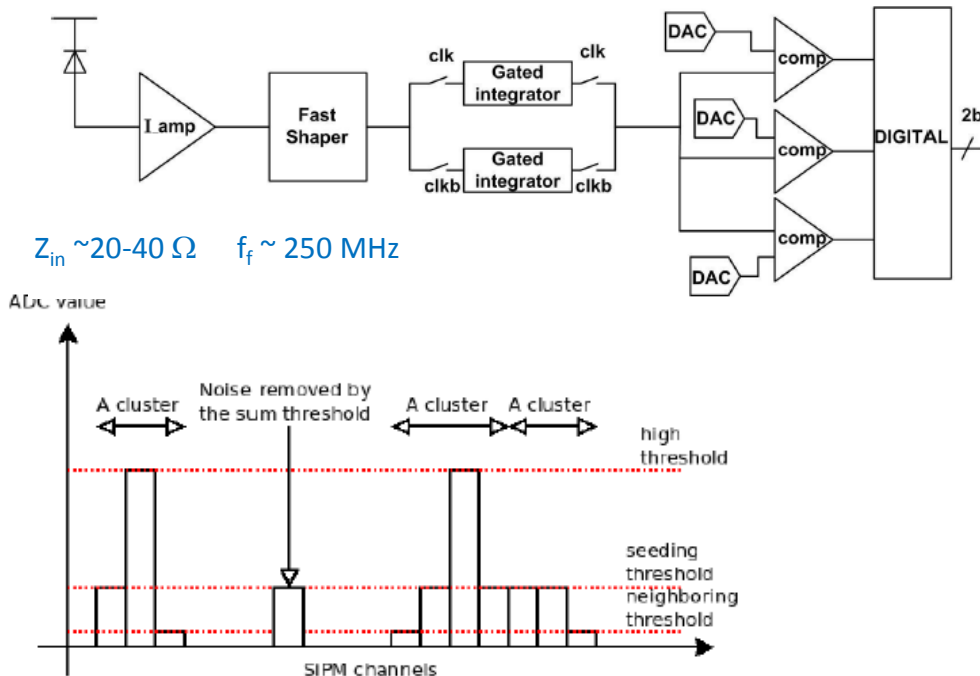 DAC
clk
clk
Gated
integrator
comp
Iamp
Fast
Shaper
DAC
comp
DIGITAL
2b
clkb
Gated
integrator
clkb
comp
DAC
Zin ~20-40 Ω ff ~ 250 MHz
ADC value
A cluster
Noise removed by
the sum threshold
A cluster
A cluster
high
threshold
seeding
threshold
neighboring
threshold
SIPM channels